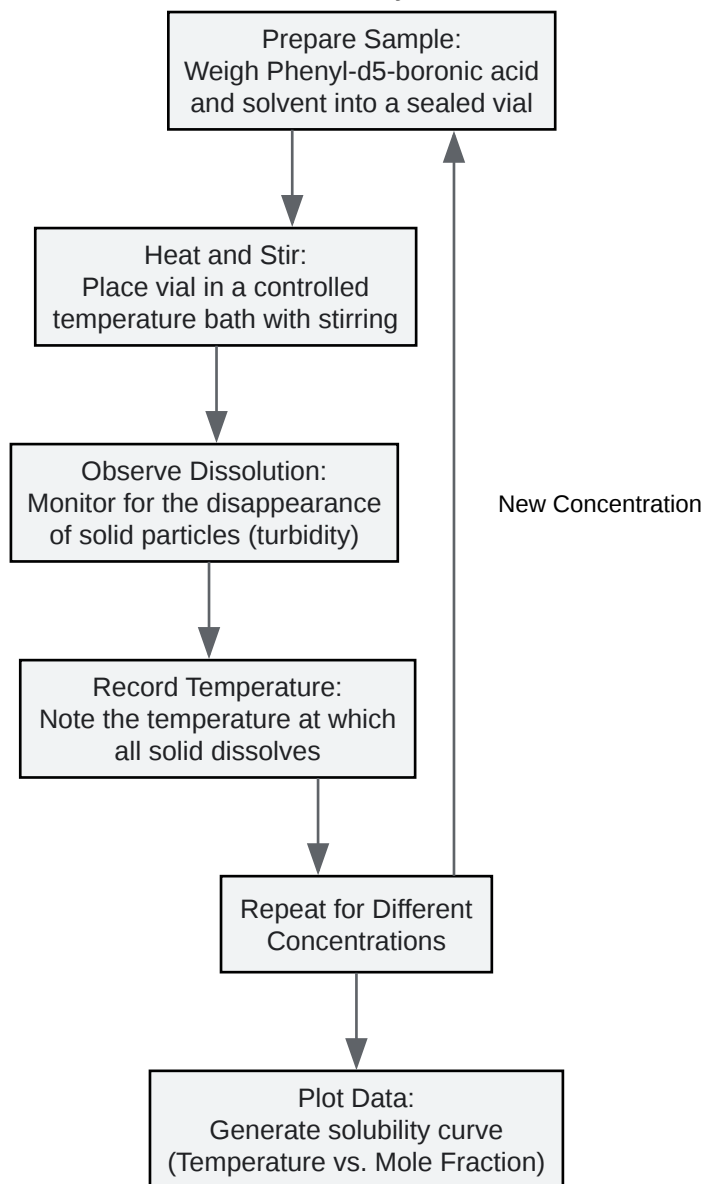 Prepare Sample:
Weigh Phenyl-d5-boronic acid
and solvent into a sealed vial
Heat and Stir:
Place vial in a controlled
temperature bath with stirring
Observe Dissolution:
Monitor for the disappearance
of solid particles (turbidity)
New Concentration
Record Temperature:
Note the temperature at which
all solid dissolves
Repeat for Different
Concentrations
Plot Data:
Generate solubility curve
(Temperature vs. Mole Fraction)